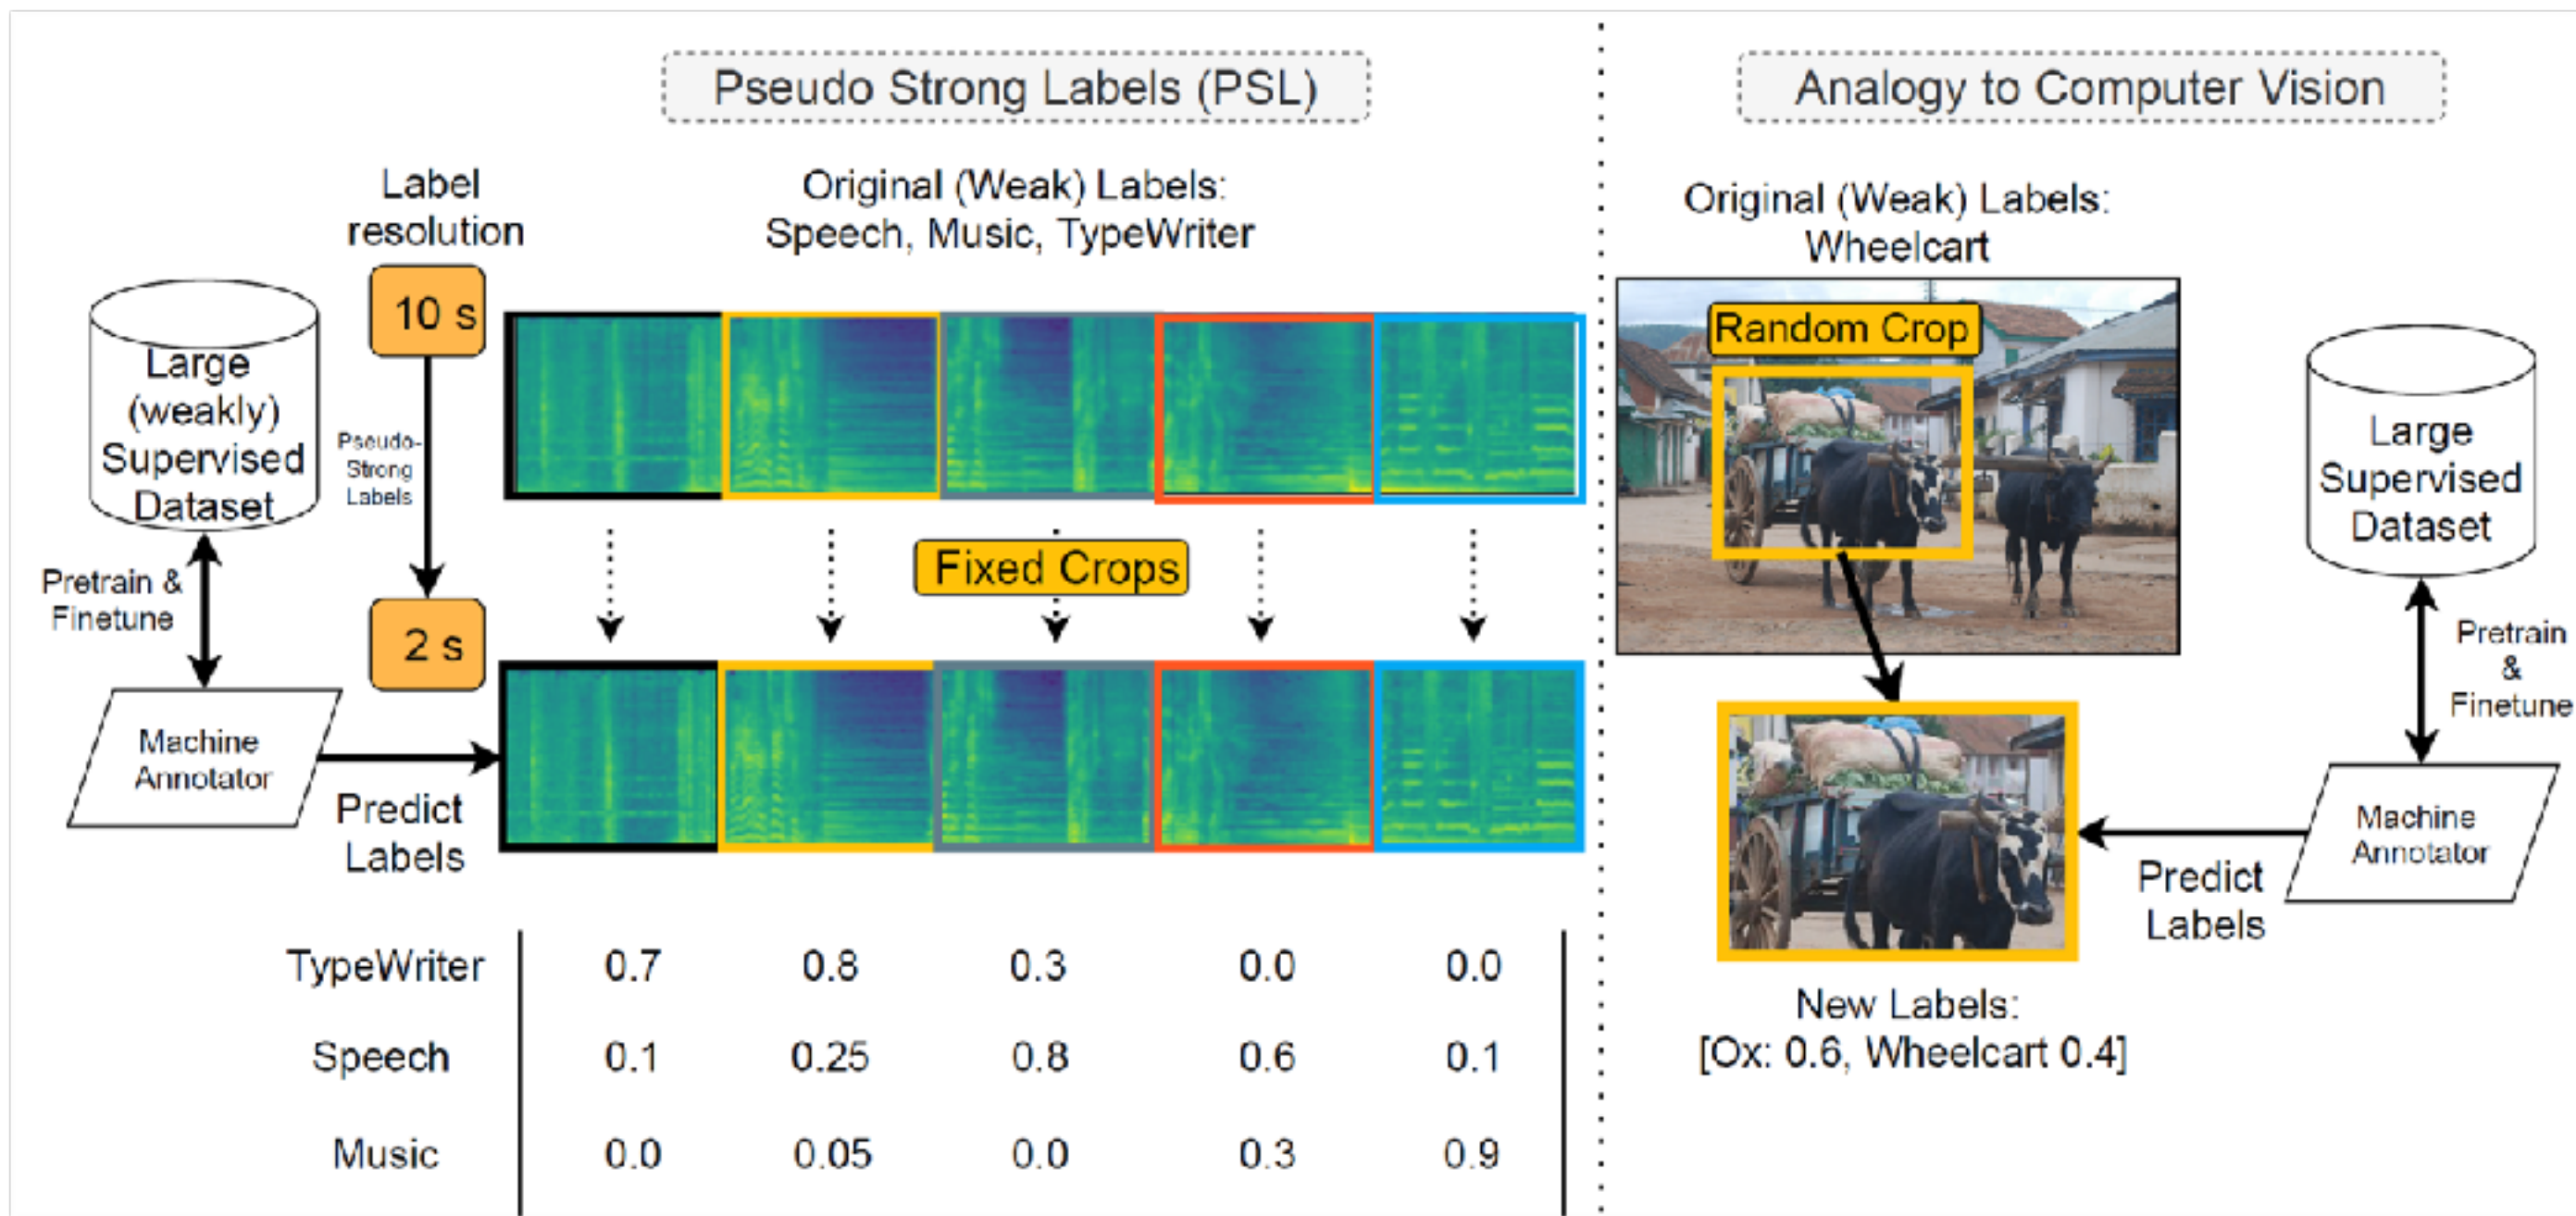 Pseudo Strong Labels (PSL)
Label
resolution
Original (Weak) Labels:
Speech, Music, TypeWriter
10 s
Large
(weakly)
Supervised
Dataset
Pseudo-
Strong
Labels
Fixed Crops
Pretrain &
Finetune
2 s
Machine
Annotator
Predict
Labels
TypeWriter 0.7 0.8 0.3 0.0 0.0
Speech 0.1 0.25 0.8 0.6 0.1
Music 0.0 0.05 0.0 0.3 0.9
Analogy to Computer Vision
Original (Weak) Labels:
Wheelcart
Random Crop
Large
Supervised
Dataset
Pretrain
&
Finetune
Machine
Annotator
Predict
Labels
New Labels:
[Ox: 0.6, Wheelcart 0.4]